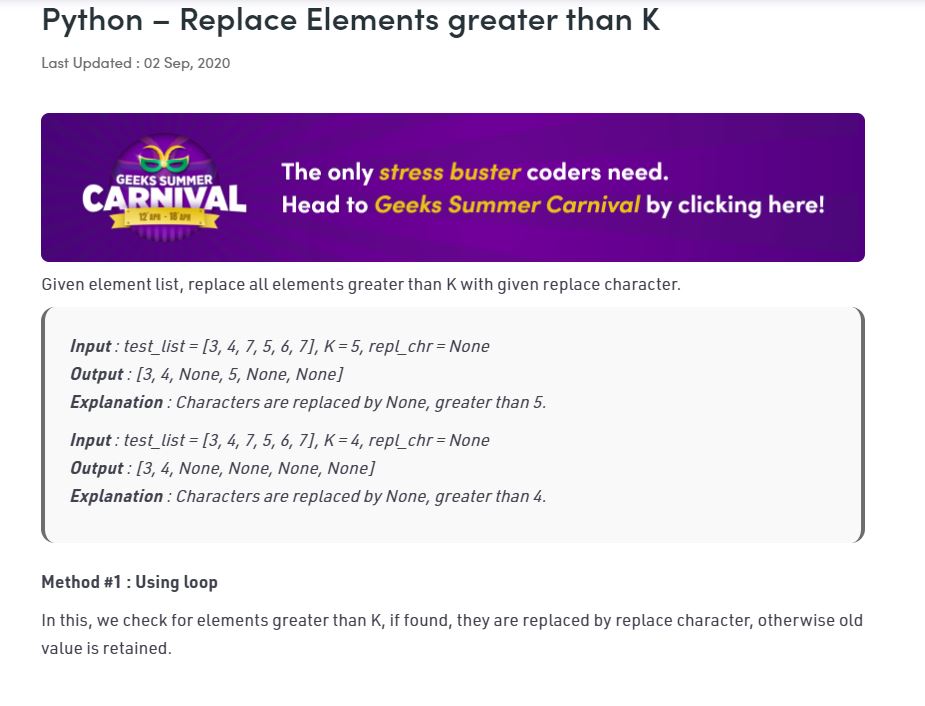 Python – Replace Elements greater than K
Last Updated : 02 Sep, 2020
GEEKS SUMMER
CARNIVAL
12 APR - 18 APR
The only stress buster coders need.
Head to Geeks Summer Carnival by clicking here!
Given element list, replace all elements greater than K with given replace character.
Input : test_list = [3, 4, 7, 5, 6, 7], K = 5, repl_chr = None
Output : [3, 4, None, 5, None, None]
Explanation : Characters are replaced by None, greater than 5.
Input : test_list = [3, 4, 7, 5, 6, 7], K = 4, repl_chr = None
Output : [3, 4, None, None, None, None]
Explanation : Characters are replaced by None, greater than 4.
Method #1 : Using loop
In this, we check for elements greater than K, if found, they are replaced by replace character, otherwise old
value is retained.